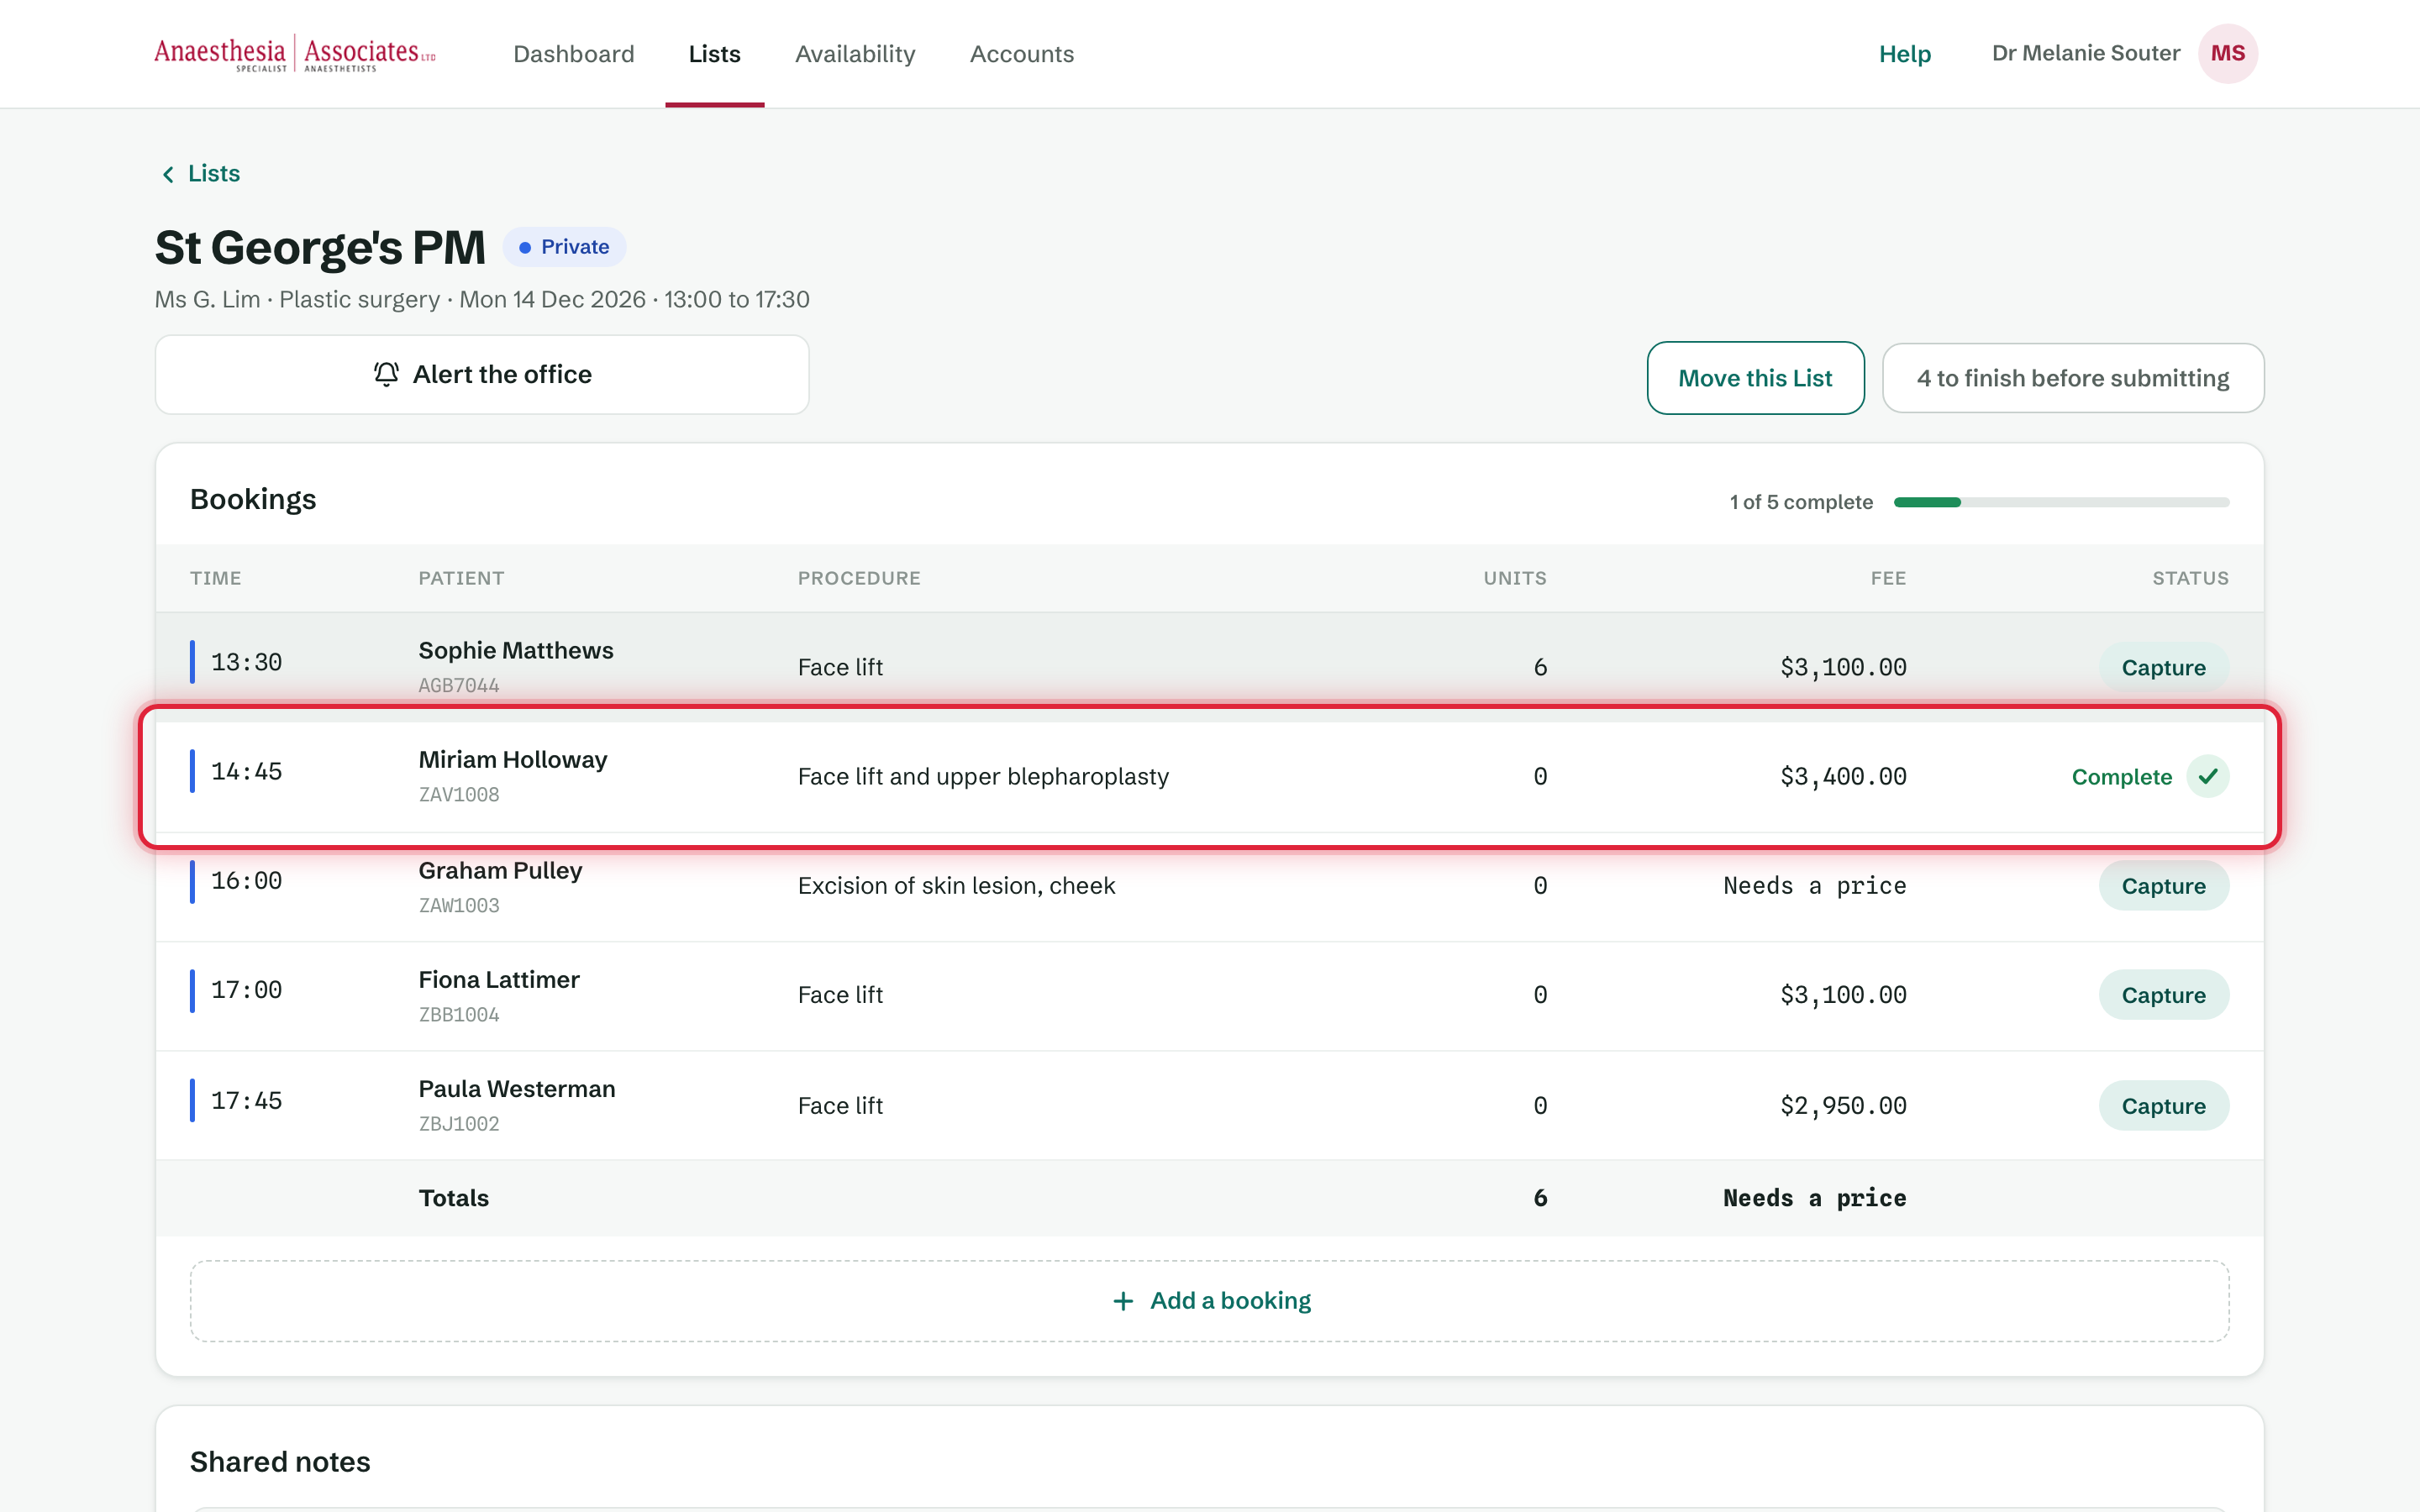 Anaesthesia Associates LTD
SPECIALIST ANAESTHETISTS
Dashboard
Lists
Availability
Accounts
Help
Dr Melanie Souter
MS
Lists
St George's PM
Private
Ms G. Lim · Plastic surgery · Mon 14 Dec 2026 · 13:00 to 17:30
Alert the office
Move this List
4 to finish before submitting
Bookings
1 of 5 complete
TIME PATIENT PROCEDURE UNITS FEE STATUS
13:30 Sophie Matthews Face lift 6 $3,100.00 Capture
AGB7044
14:45 Miriam Holloway Face lift and upper blepharoplasty 0 $3,400.00 Complete
ZAV1008
16:00 Graham Pulley Excision of skin lesion, cheek 0 Needs a price Capture
ZAW1003
17:00 Fiona Lattimer Face lift 0 $3,100.00 Capture
ZBB1004
17:45 Paula Westerman Face lift 0 $2,950.00 Capture
ZBJ1002
Totals 6 Needs a price
+ Add a booking
Shared notes